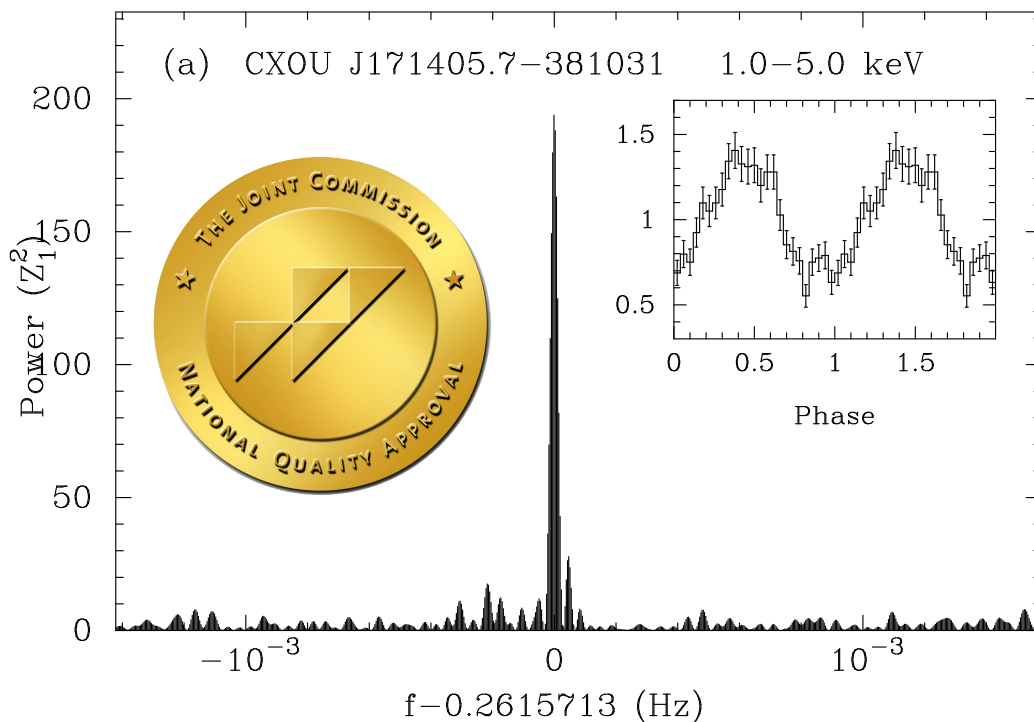 (a) CXOU J171405.7−381031 1.0−5.0 keV
200
150
100
50
0
Power (Z₁²)
−10⁻³ 0 10⁻³
f−0.2615713 (Hz)
1.5
1
0.5
0 0.5 1 1.5
Phase
THE JOINT COMMISSION
NATIONAL QUALITY APPROVAL